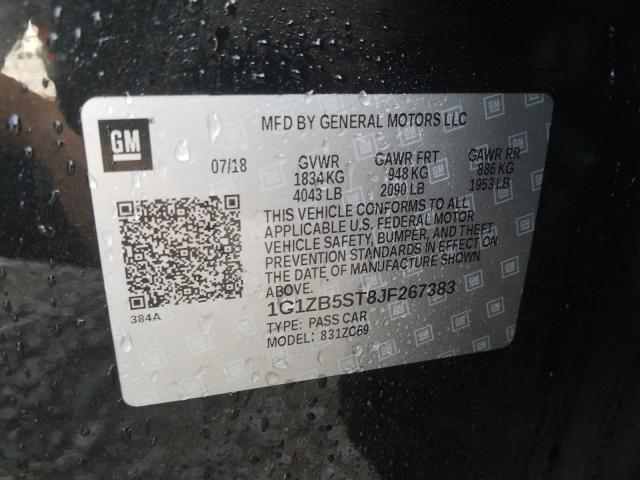 GM
MFD BY GENERAL MOTORS LLC
07/18 GVWR GAWR FRT GAWR RR
1834 KG 948 KG 886 KG
4043 LB 2090 LB 1953 LB
THIS VEHICLE CONFORMS TO ALL
APPLICABLE U.S. FEDERAL MOTOR
VEHICLE SAFETY, BUMPER, AND THEFT
PREVENTION STANDARDS IN EFFECT ON
THE DATE OF MANUFACTURE SHOWN
ABOVE.
1G1ZB5ST8JF267383
384A
TYPE: PASS CAR
MODEL: 831ZC69